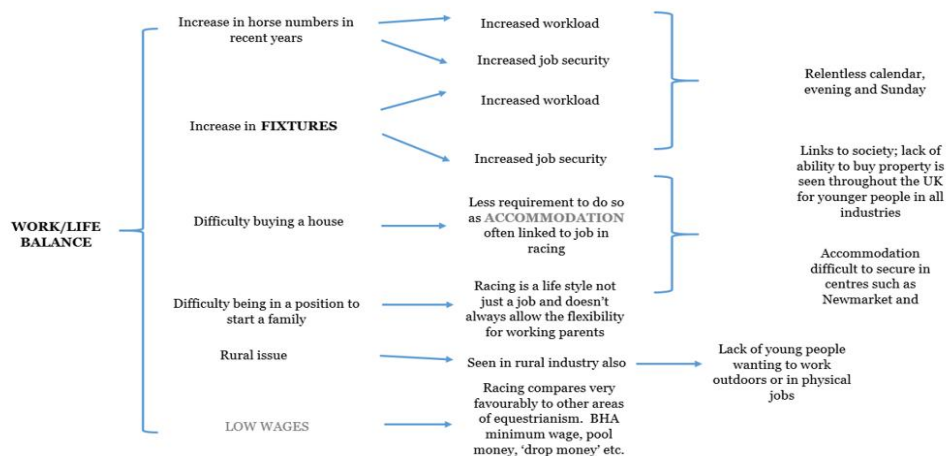 WORK/LIFE
BALANCE
Increase in horse numbers in
recent years
Increased workload
Increased job security
Increase in FIXTURES
Increased workload
Increased job security
Relentless calendar,
evening and Sunday
Difficulty buying a house
Less requirement to do so
as ACCOMMODATION
often linked to job in
racing
Difficulty being in a position to
start a family
Racing is a life style not
just a job and doesn't
always allow the flexibility
for working parents
Links to society; lack of
ability to buy property is
seen throughout the UK
for younger people in all
industries
Accommodation
difficult to secure in
centres such as
Newmarket and
Rural issue
Seen in rural industry also
Lack of young people
wanting to work
outdoors or in physical
jobs
LOW WAGES
Racing compares very
favourably to other areas
of equestrianism. BHA
minimum wage, pool
money, 'drop money' etc.